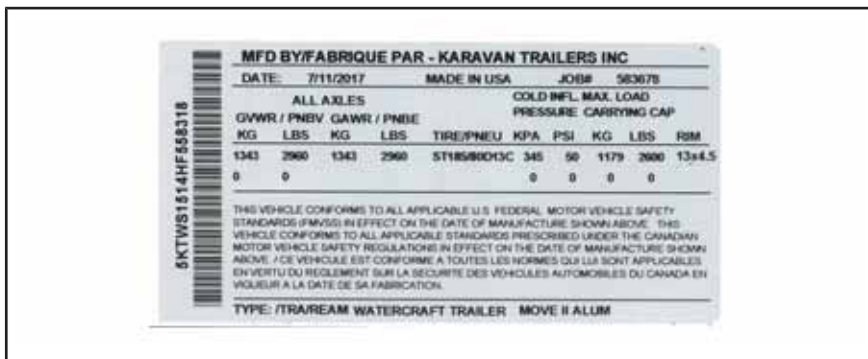 MFD BY/FABRIQUE PAR - KARAVAN TRAILERS INC
DATE: 7/11/2017 MADE IN USA JOB# 583678
ALL AXLES COLD INFL. MAX. LOAD
GVWR / PNBV GAWR / PNBE PRESSURE CARRYING CAP
KG LBS KG LBS TIRE/PNEU KPA PSI KG LBS RIM
1343 2960 1343 2960 ST185/80D13C 345 50 1179 2600 13x4.5
0 0 0 0 0 0
THIS VEHICLE CONFORMS TO ALL APPLICABLE U.S. FEDERAL MOTOR VEHICLE SAFETY
STANDARDS (FMVSS) IN EFFECT ON THE DATE OF MANUFACTURE SHOWN ABOVE. THIS
VEHICLE CONFORMS TO ALL APPLICABLE STANDARDS PRESCRIBED UNDER THE CANADIAN
MOTOR VEHICLE SAFETY REGULATIONS IN EFFECT ON THE DATE OF MANUFACTURE SHOWN
ABOVE. / CE VEHICULE EST CONFORME A TOUTES LES NORMES QUI LUI SONT APPLICABLES
EN VERTU DU REGLEMENT SUR LA SECURITE DES VEHICULES AUTOMOBILES DU CANADA EN
VIGUEUR A LA DATE DE SA FABRICATION.
TYPE: /TRA/REAM WATERCRAFT TRAILER MOVE II ALUM
5KTWS1514HF558318